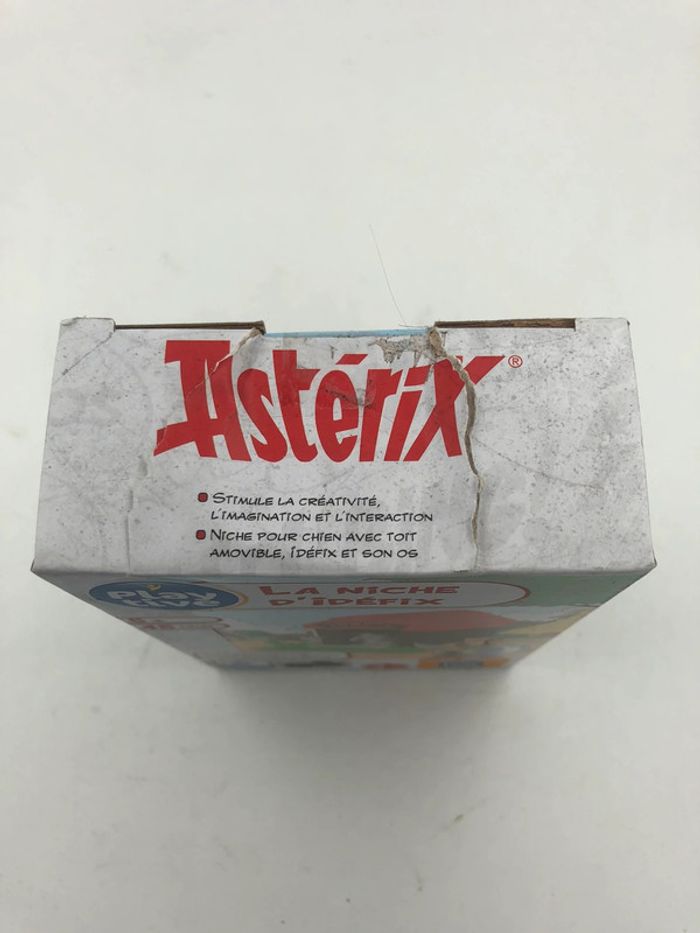 Astérix®
Stimule la créativité,
l'imagination et l'interaction
Niche pour chien avec toit
amovible, Idéfix et son os
Playtive
La niche
d'Idéfix